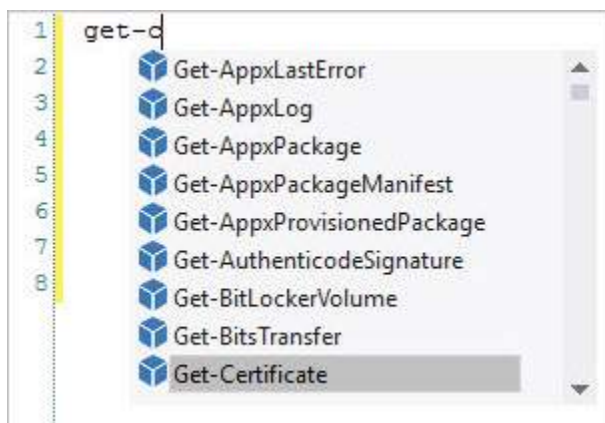 1 get-c
2 Get-AppxLastError
3 Get-AppxLog
4 Get-AppxPackage
5 Get-AppxPackageManifest
6 Get-AppxProvisionedPackage
7 Get-AuthenticodeSignature
8 Get-BitLockerVolume
Get-BitsTransfer
Get-Certificate